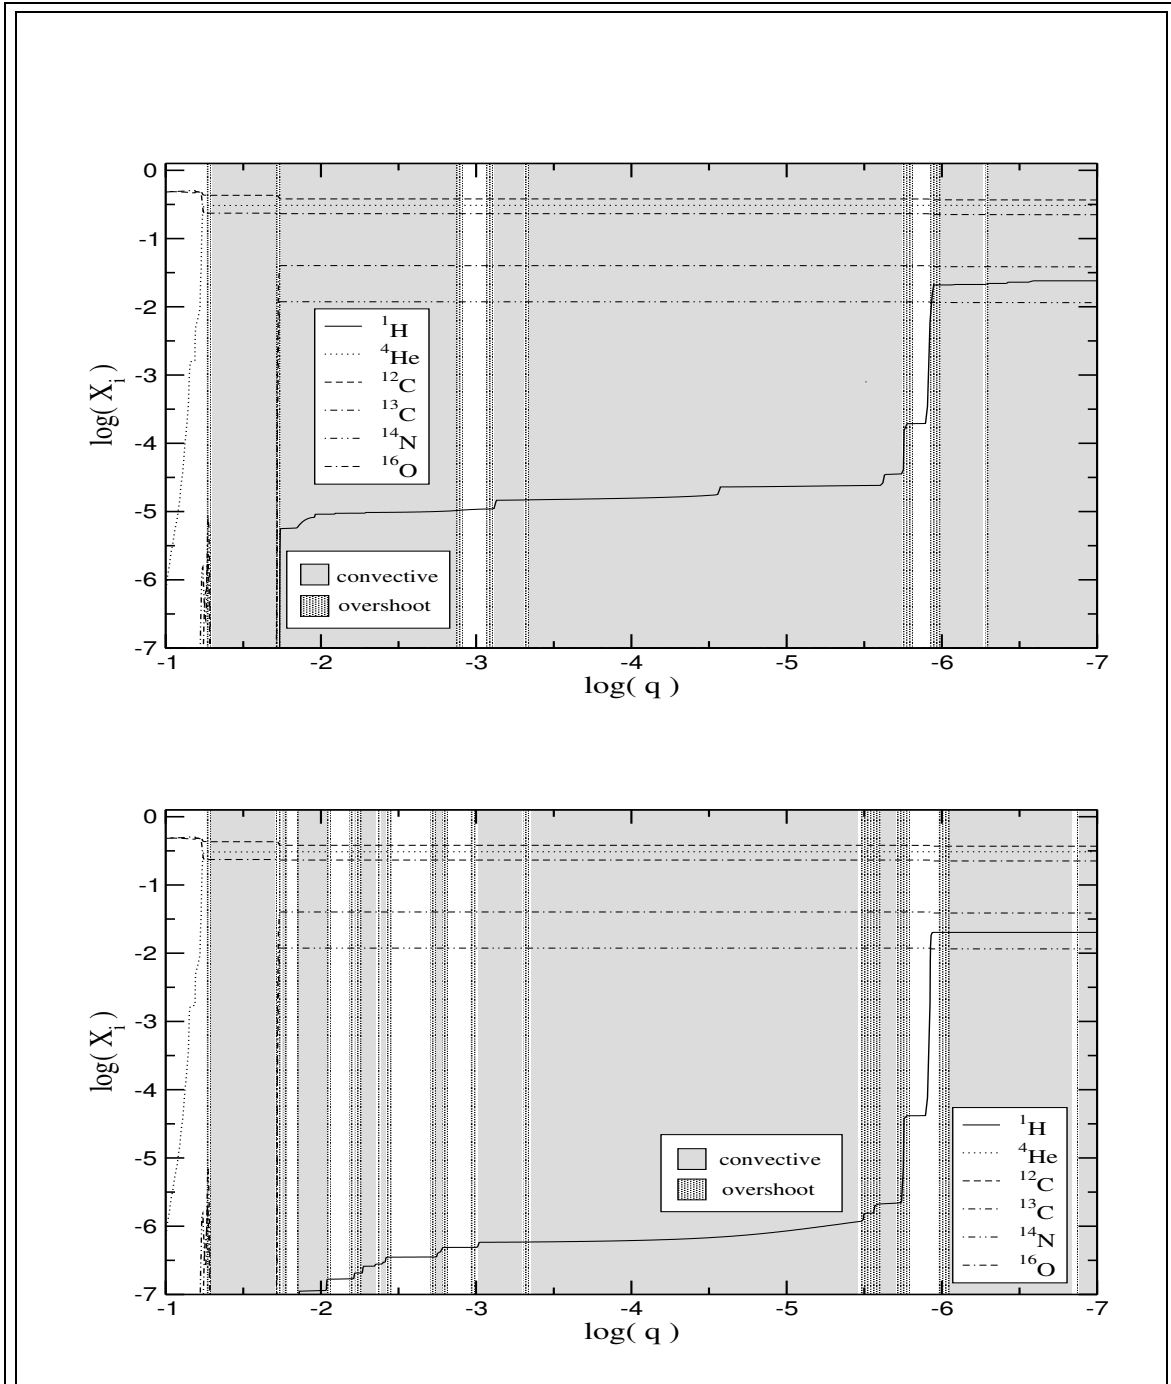 0
-1
-2
-3
-4
-5
-6
-7
log( X_i )
¹H
⁴He
¹²C
¹³C
¹⁴N
¹⁶O
convective
overshoot
-1 -2 -3 -4 -5 -6 -7
log( q )
0
-1
-2
-3
-4
-5
-6
-7
log( X_i )
convective
overshoot
¹H
⁴He
¹²C
¹³C
¹⁴N
¹⁶O
-1 -2 -3 -4 -5 -6 -7
log( q )